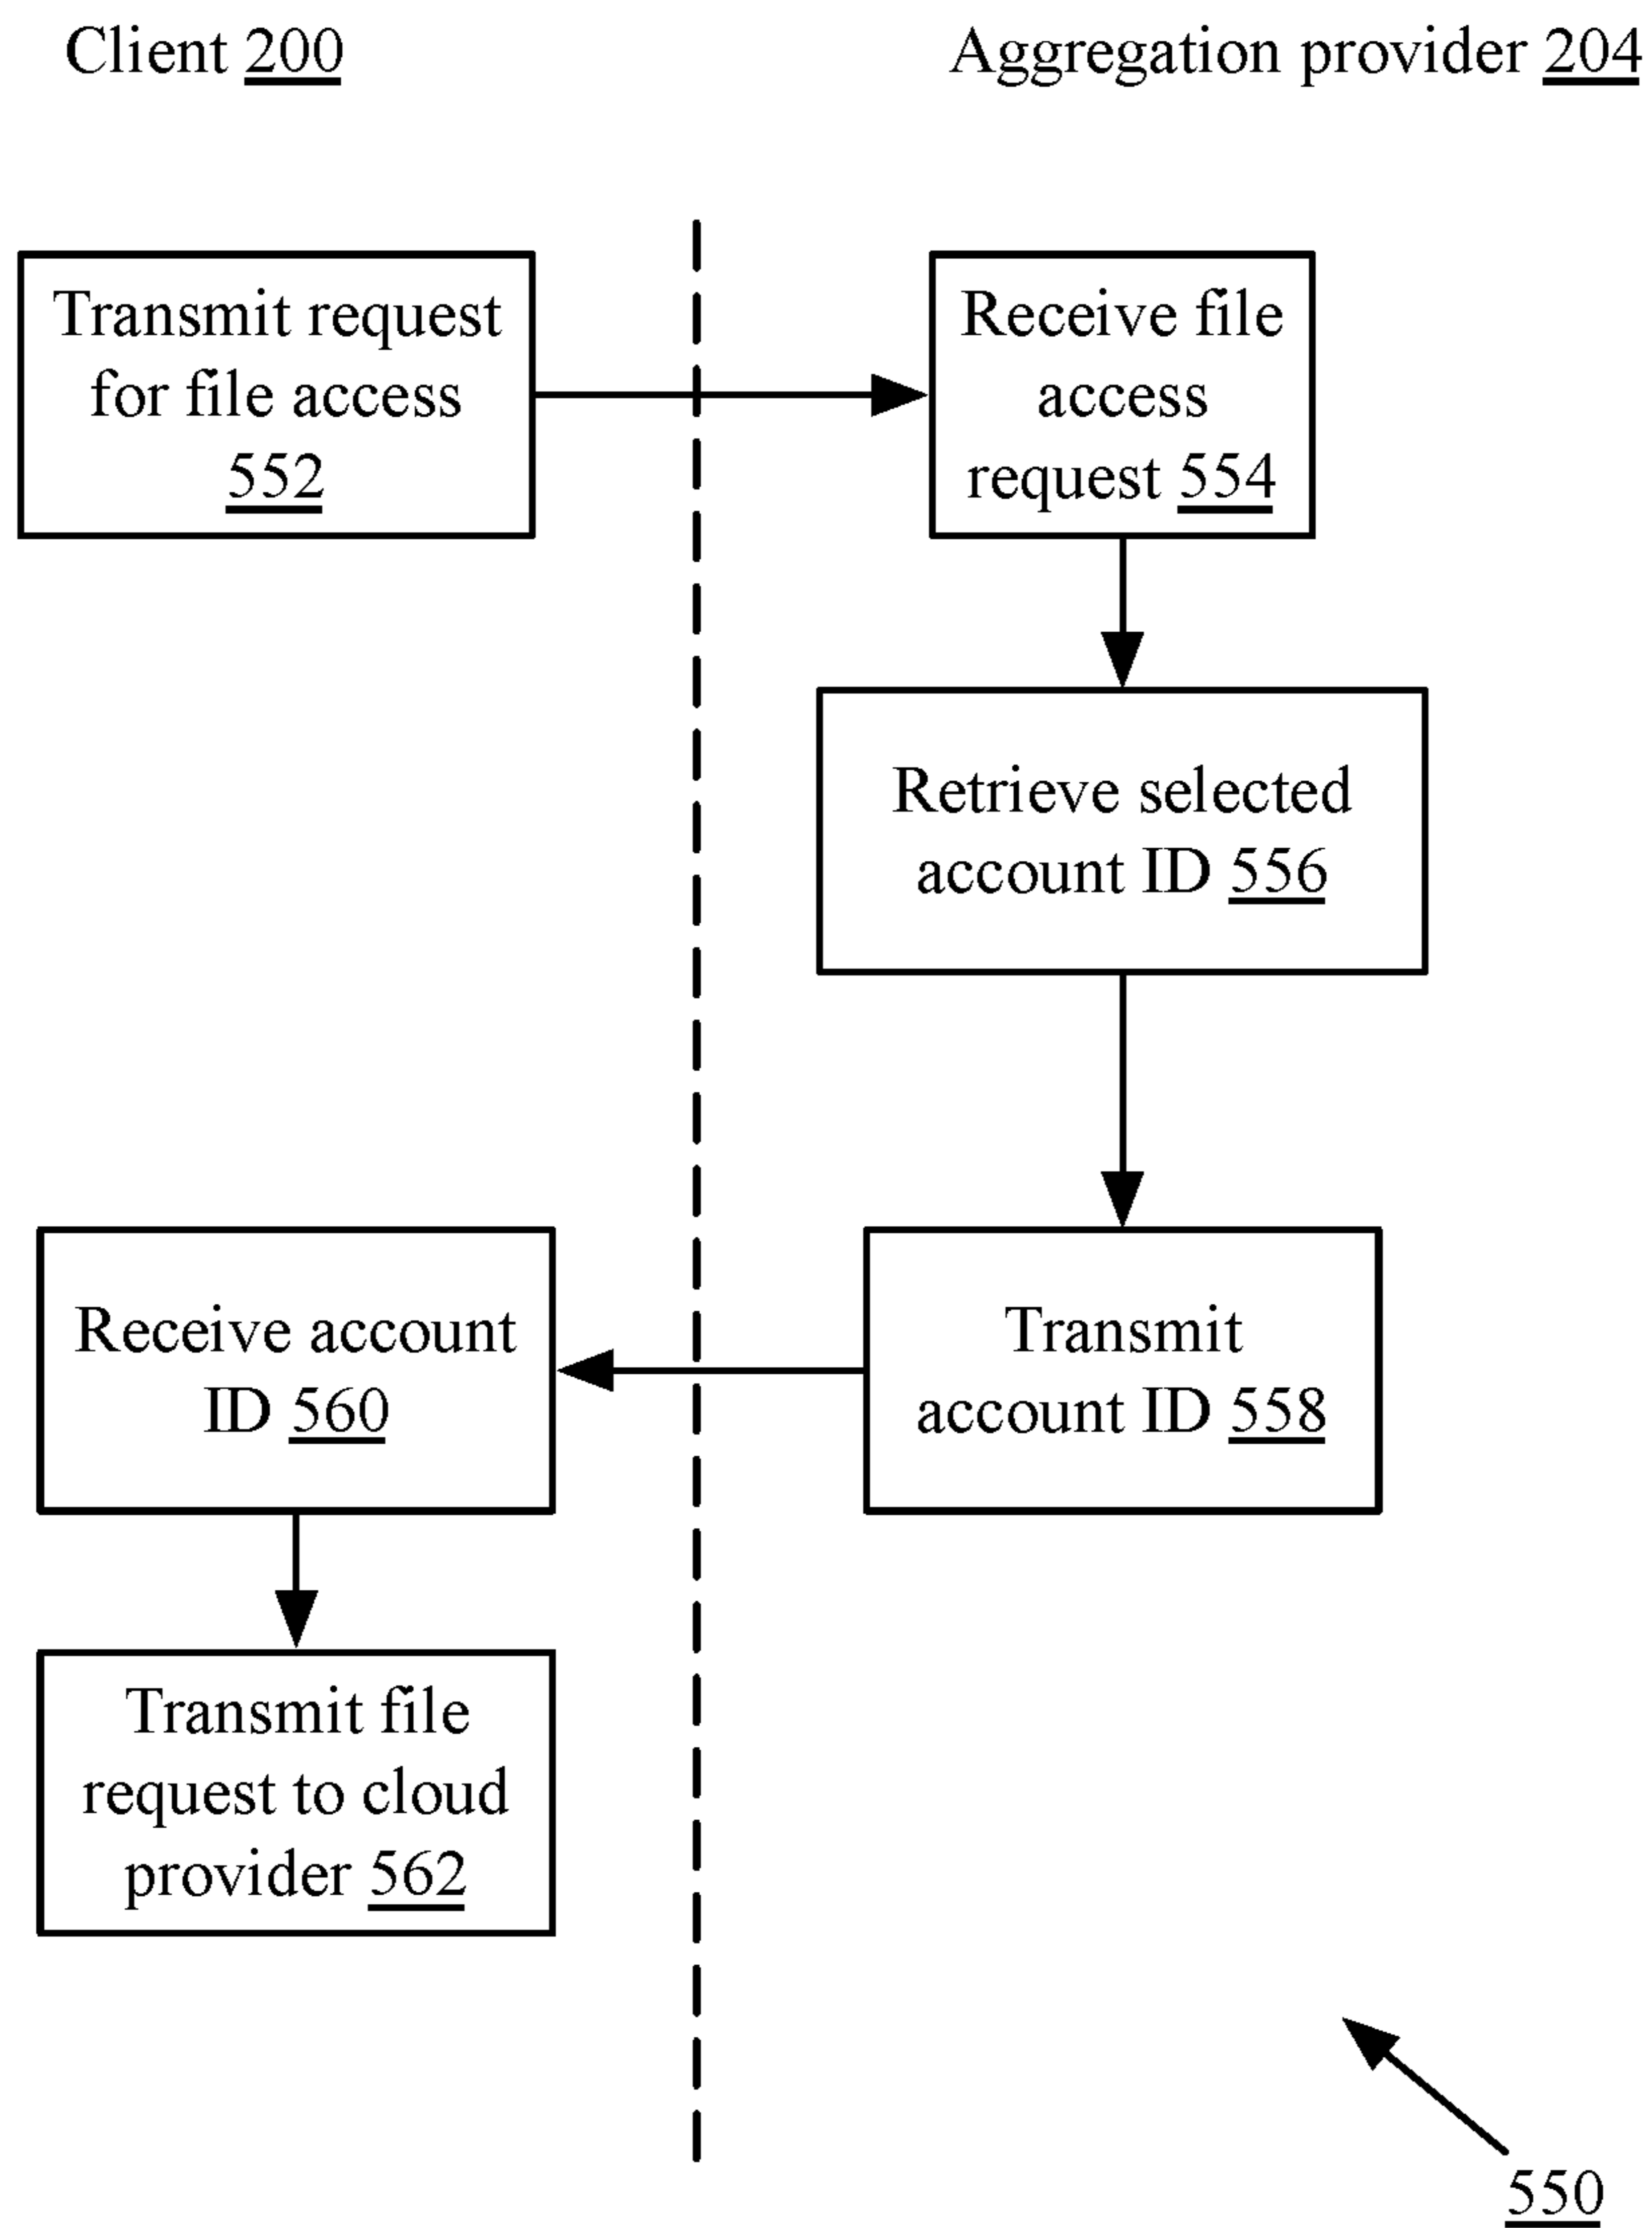 Client 200
Aggregation provider 204
Transmit request
for file access
552
Receive file
access
request 554
Retrieve selected
account ID 556
Transmit
account ID 558
Receive account
ID 560
Transmit file
request to cloud
provider 562
550